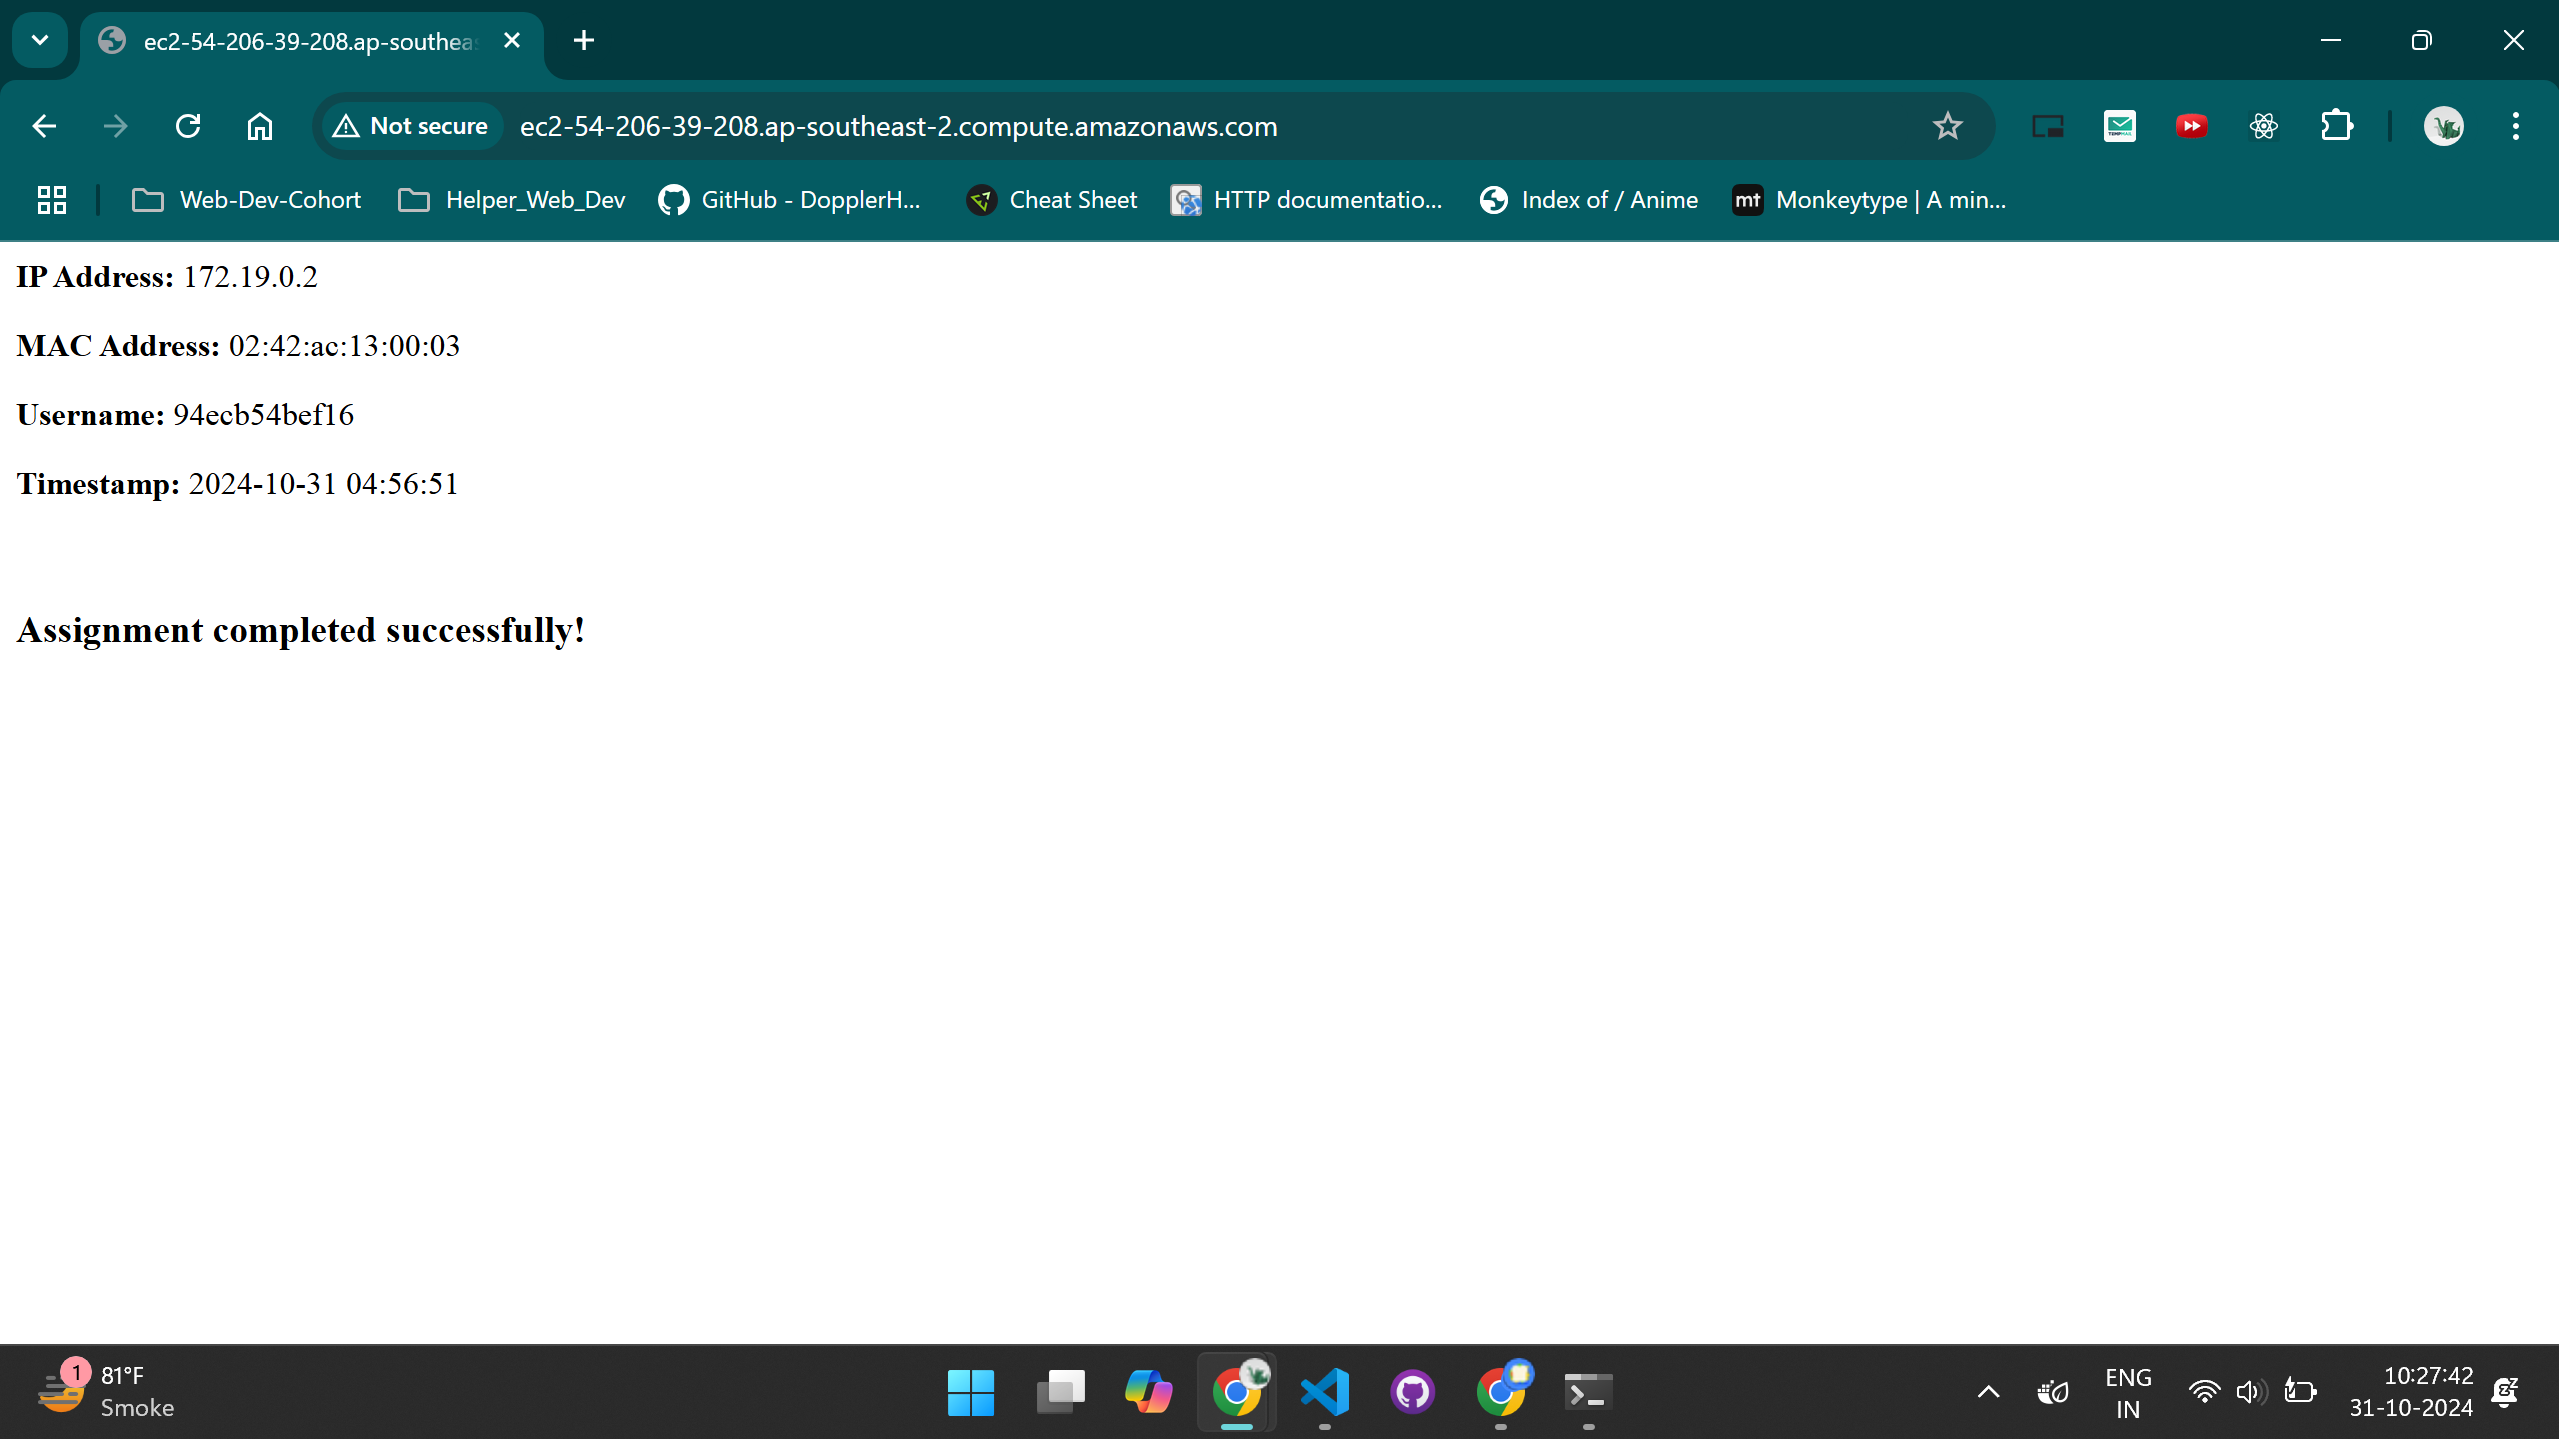 ec2-54-206-39-208.ap-southeas
Not secure
ec2-54-206-39-208.ap-southeast-2.compute.amazonaws.com
TEMPMAIL
Web-Dev-Cohort
Helper_Web_Dev
GitHub - DopplerH...
Cheat Sheet
HTTP documentatio...
Index of / Anime
mt
Monkeytype | A min...
IP Address: 172.19.0.2
MAC Address: 02:42:ac:13:00:03
Username: 94ecb54bef16
Timestamp: 2024-10-31 04:56:51
Assignment completed successfully!
1
81°F
Smoke
ENG
IN
10:27:42
31-10-2024